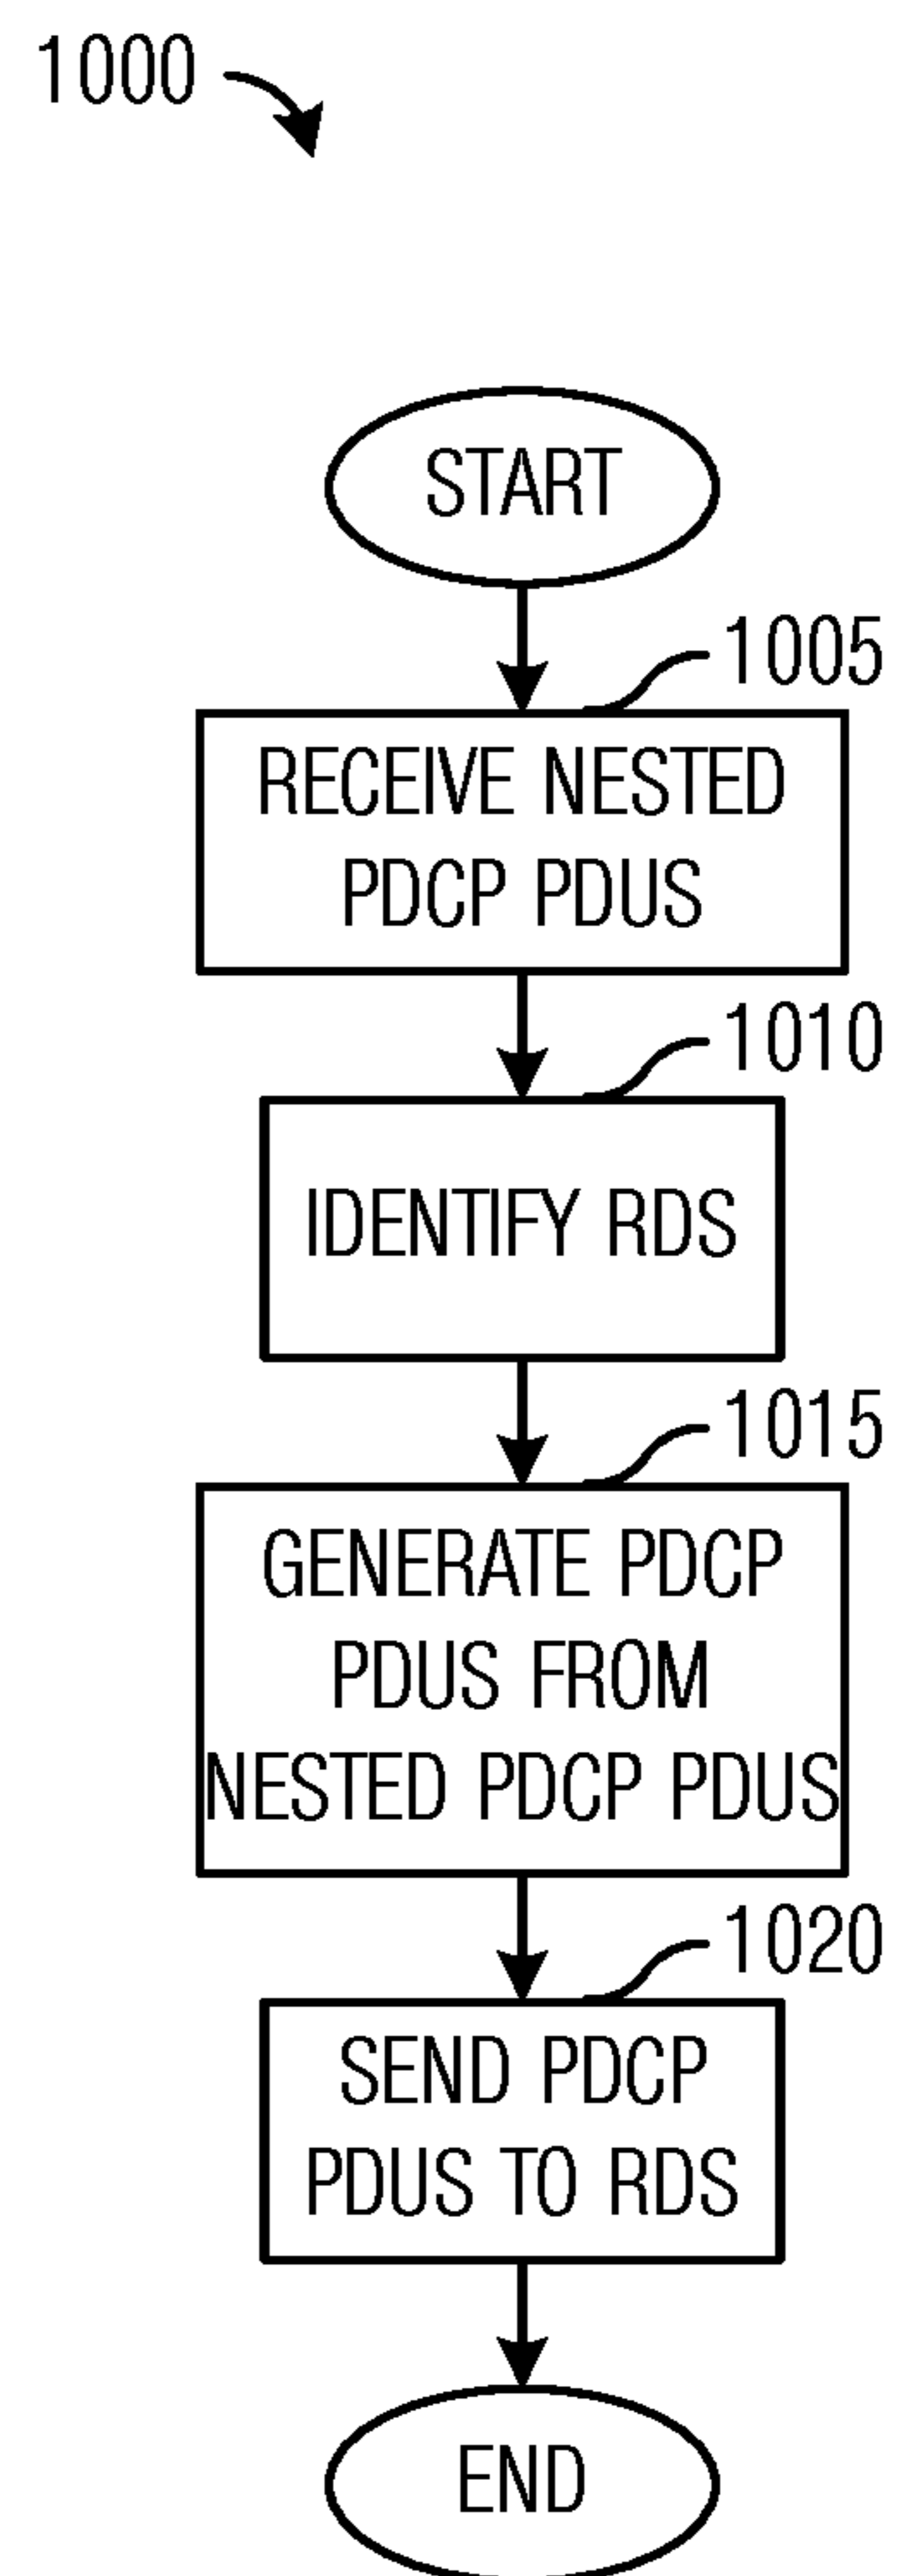 1000
START
1005
RECEIVE NESTED
PDCP PDUS
1010
IDENTIFY RDS
1015
GENERATE PDCP
PDUS FROM
NESTED PDCP PDUS
1020
SEND PDCP
PDUS TO RDS
END